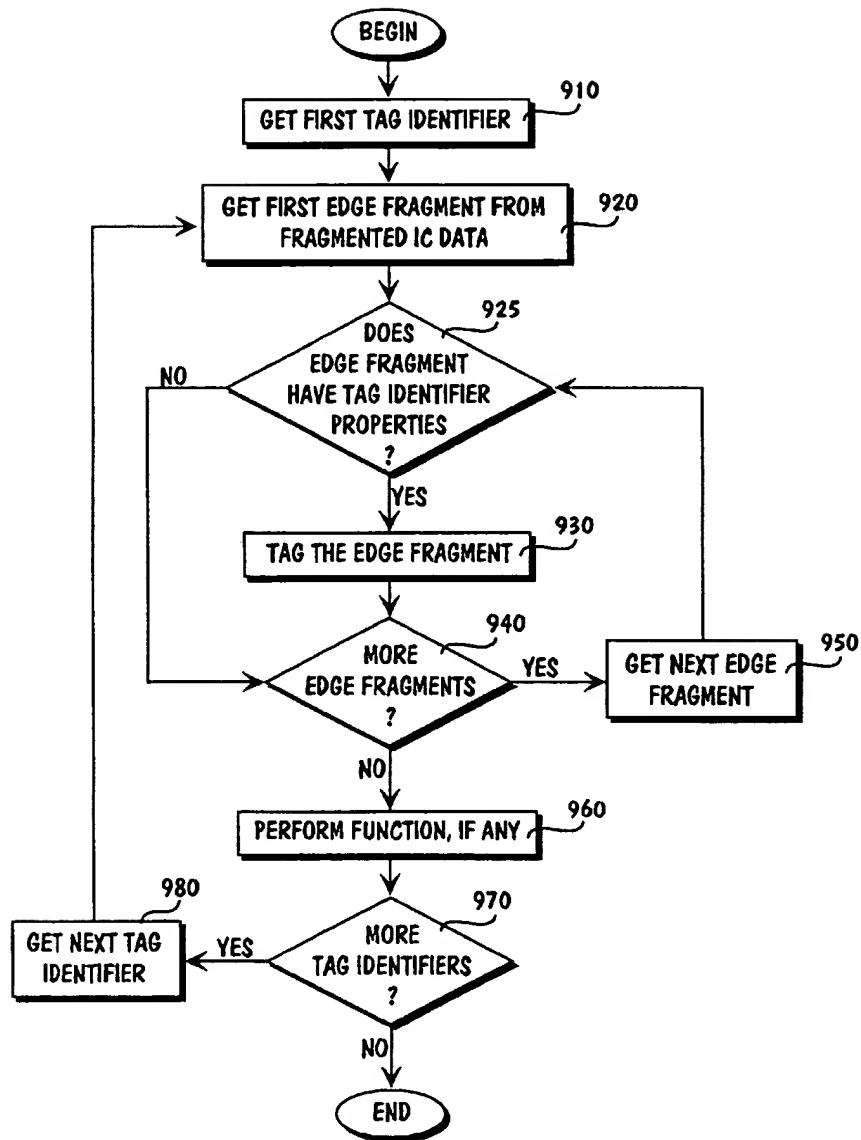 BEGIN
910
GET FIRST TAG IDENTIFIER
GET FIRST EDGE FRAGMENT FROM
FRAGMENTED IC DATA
920
925
DOES
EDGE FRAGMENT
HAVE TAG IDENTIFIER
PROPERTIES
?
NO
YES
930
TAG THE EDGE FRAGMENT
940
MORE
EDGE FRAGMENTS
?
YES
950
GET NEXT EDGE
FRAGMENT
NO
960
PERFORM FUNCTION, IF ANY
970
MORE
TAG IDENTIFIERS
?
YES
980
GET NEXT TAG
IDENTIFIER
NO
END